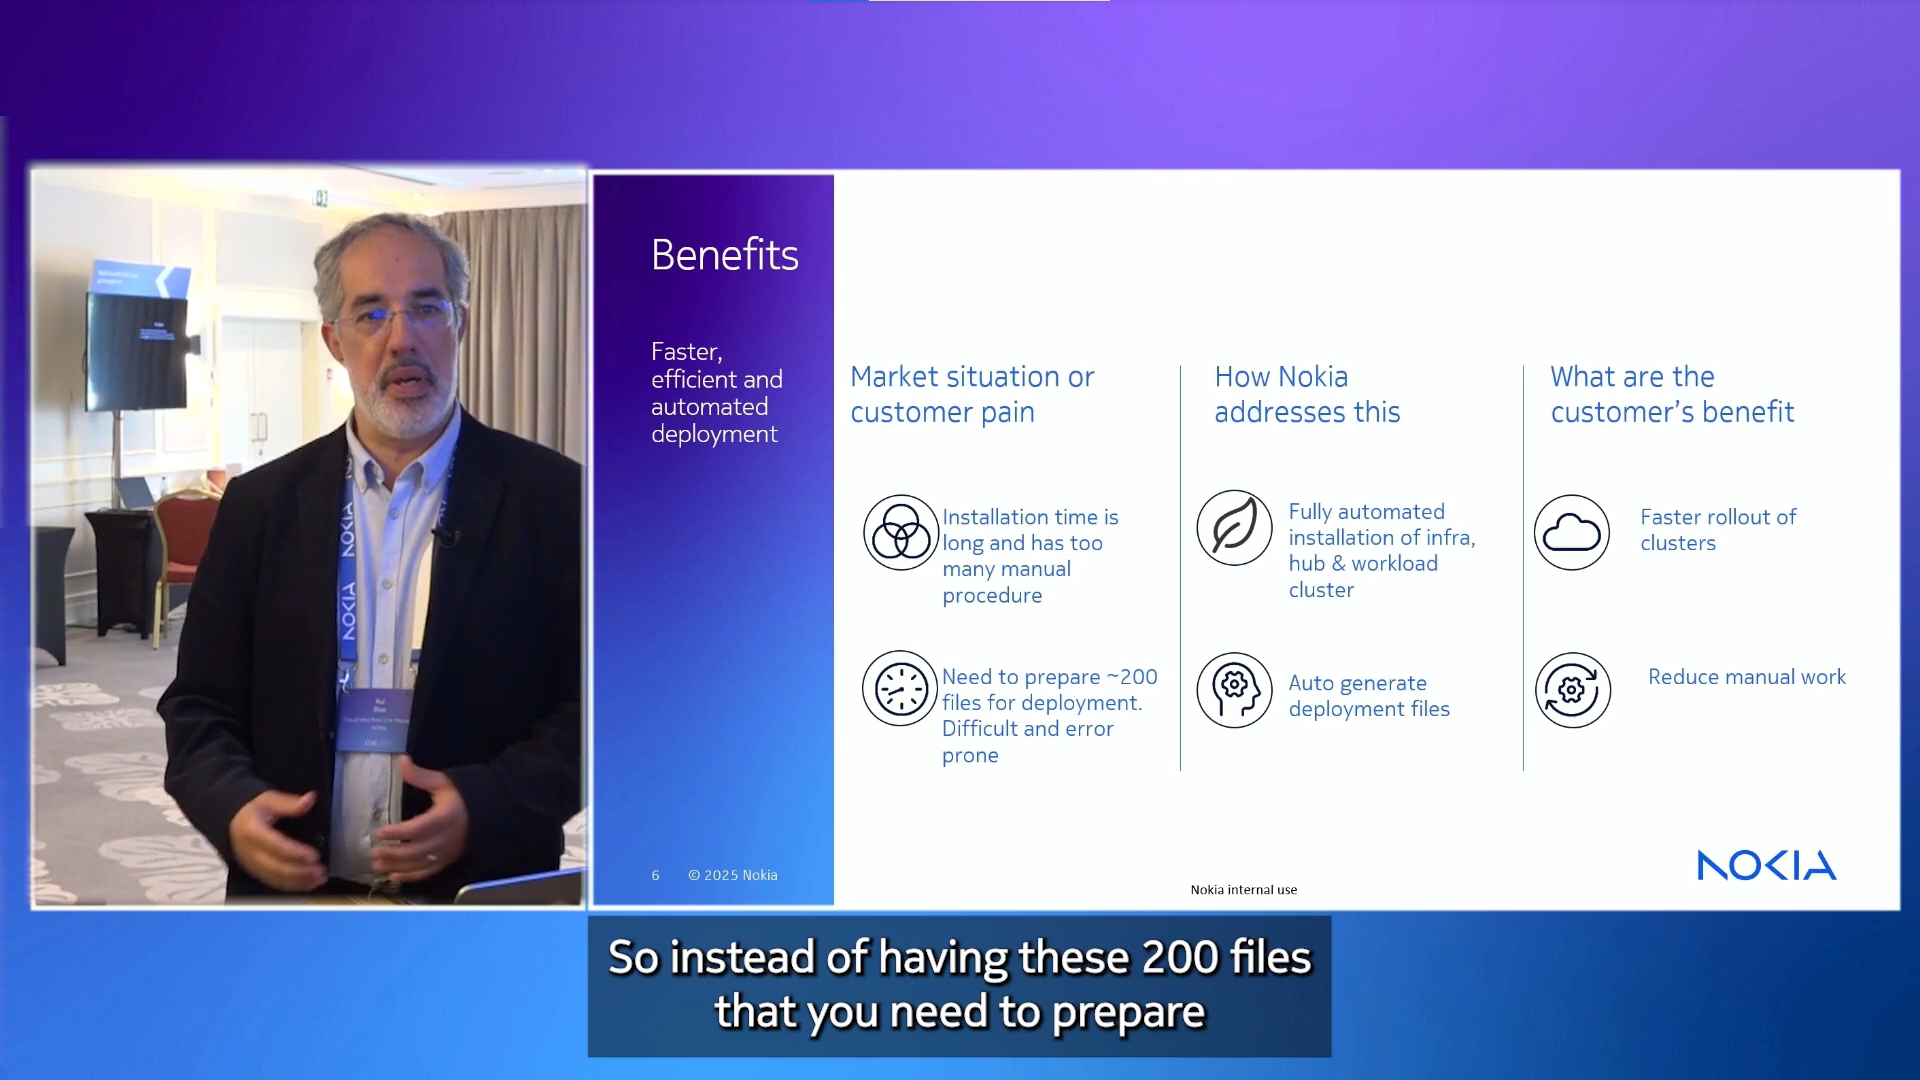 Benefits
Faster,
efficient and
automated
deployment
Market situation or
customer pain
Installation time is
long and has too
many manual
procedure
Need to prepare ~200
files for deployment.
Difficult and error
prone
How Nokia
addresses this
Fully automated
installation of infra,
hub & workload
cluster
Auto generate
deployment files
What are the
customer’s benefit
Faster rollout of
clusters
Reduce manual work
6 © 2025 Nokia
Nokia internal use
NOKIA
NOKIA
NOKIA
Rui
Dias
So instead of having these 200 files
that you need to prepare